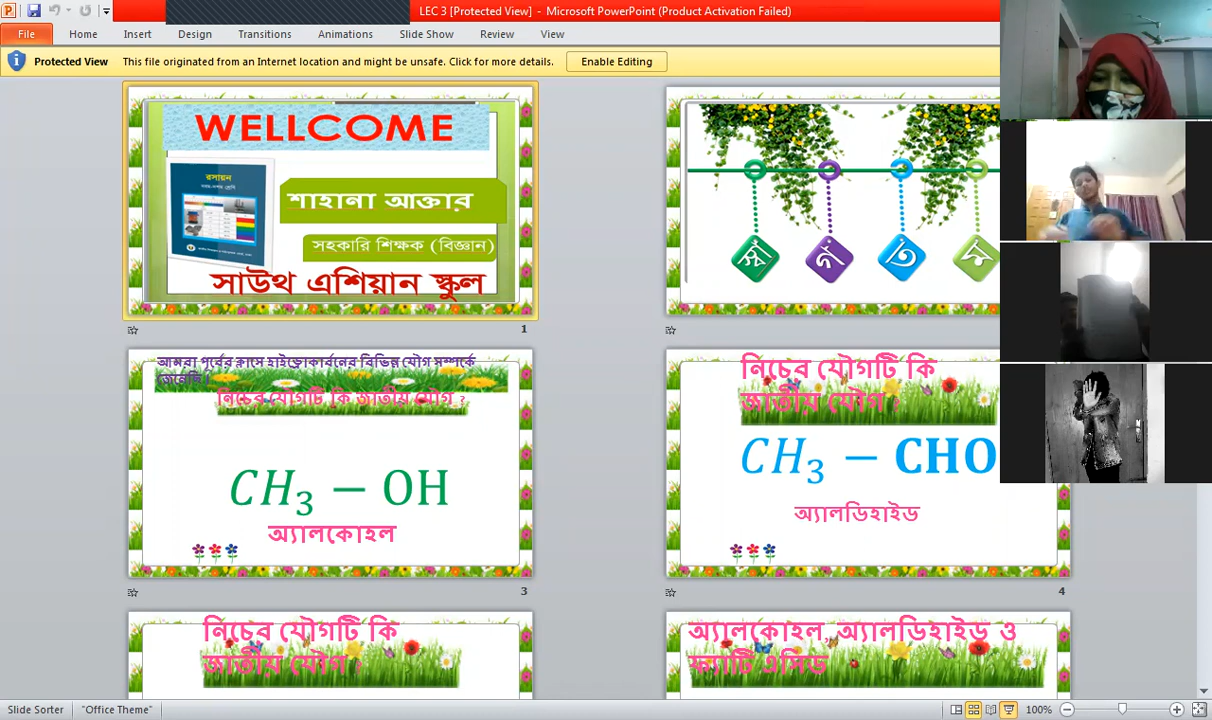 LEC 3 [Protected View] - Microsoft PowerPoint (Product Activation Failed)
File Home Insert Design Transitions Animations Slide Show Review View
Protected View This file originated from an Internet location and might be unsafe. Click for more details. Enable Editing
WELLCOME
রসায়ন
শাহানা আক্তার
সহকারি শিক্ষক (বিজ্ঞান)
সাউথ এশিয়ান স্কুল
1
স্বা গ ত ম
আমরা পূর্বের ক্লাসে হাইড্রোকার্বনের বিভিন্ন যৌগ সম্পর্কে
জেনেছি ।
নিচের যৌগটি কি জাতীয় যৌগ ?
CH₃ − OH
অ্যালকোহল
3
নিচের যৌগটি কি
জাতীয় যৌগ ?
CH₃ − CHO
অ্যালডিহাইড
4
নিচের যৌগটি কি
জাতীয় যৌগ ?
অ্যালকোহল, অ্যালডিহাইড ও
ফ্যাটি এসিড
Slide Sorter "Office Theme" 100%